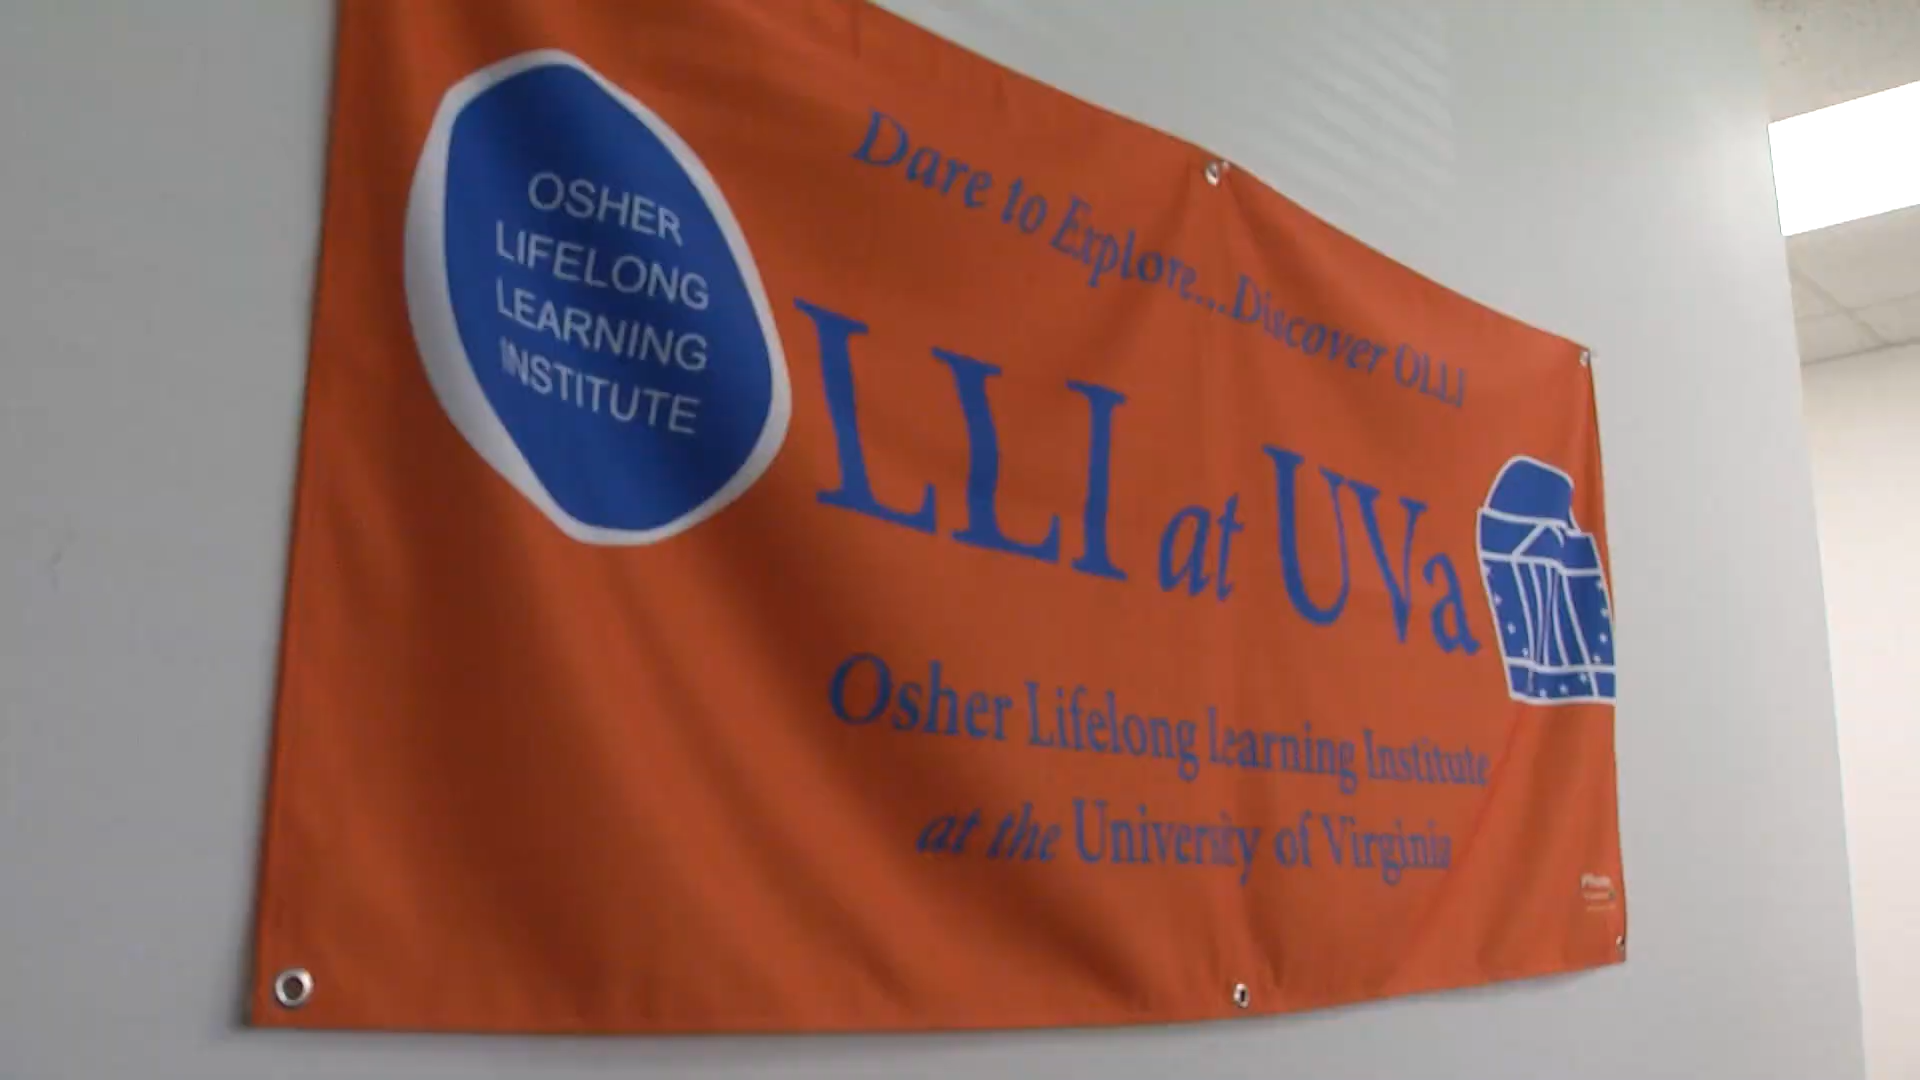 OSHER
LIFELONG
LEARNING
INSTITUTE
Dare to Explore...Discover OLLI
LLI at UVa
Osher Lifelong Learning Institute
at the University of Virginia